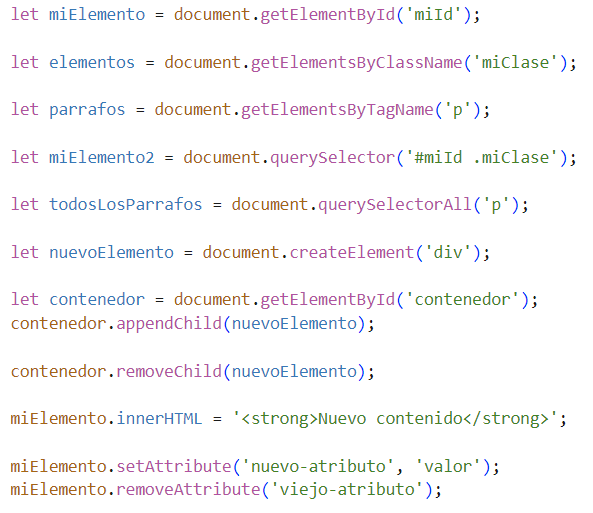 let miElemento = document.getElementById('miId');
let elementos = document.getElementsByClassName('miClase');
let parrafos = document.getElementsByTagName('p');
let miElemento2 = document.querySelector('#miId .miClase');
let todosLosParrafos = document.querySelectorAll('p');
let nuevoElemento = document.createElement('div');
let contenedor = document.getElementById('contenedor');
contenedor.appendChild(nuevoElemento);
contenedor.removeChild(nuevoElemento);
miElemento.innerHTML = '<strong>Nuevo contenido</strong>';
miElemento.setAttribute('nuevo-atributo', 'valor');
miElemento.removeAttribute('viejo-atributo');